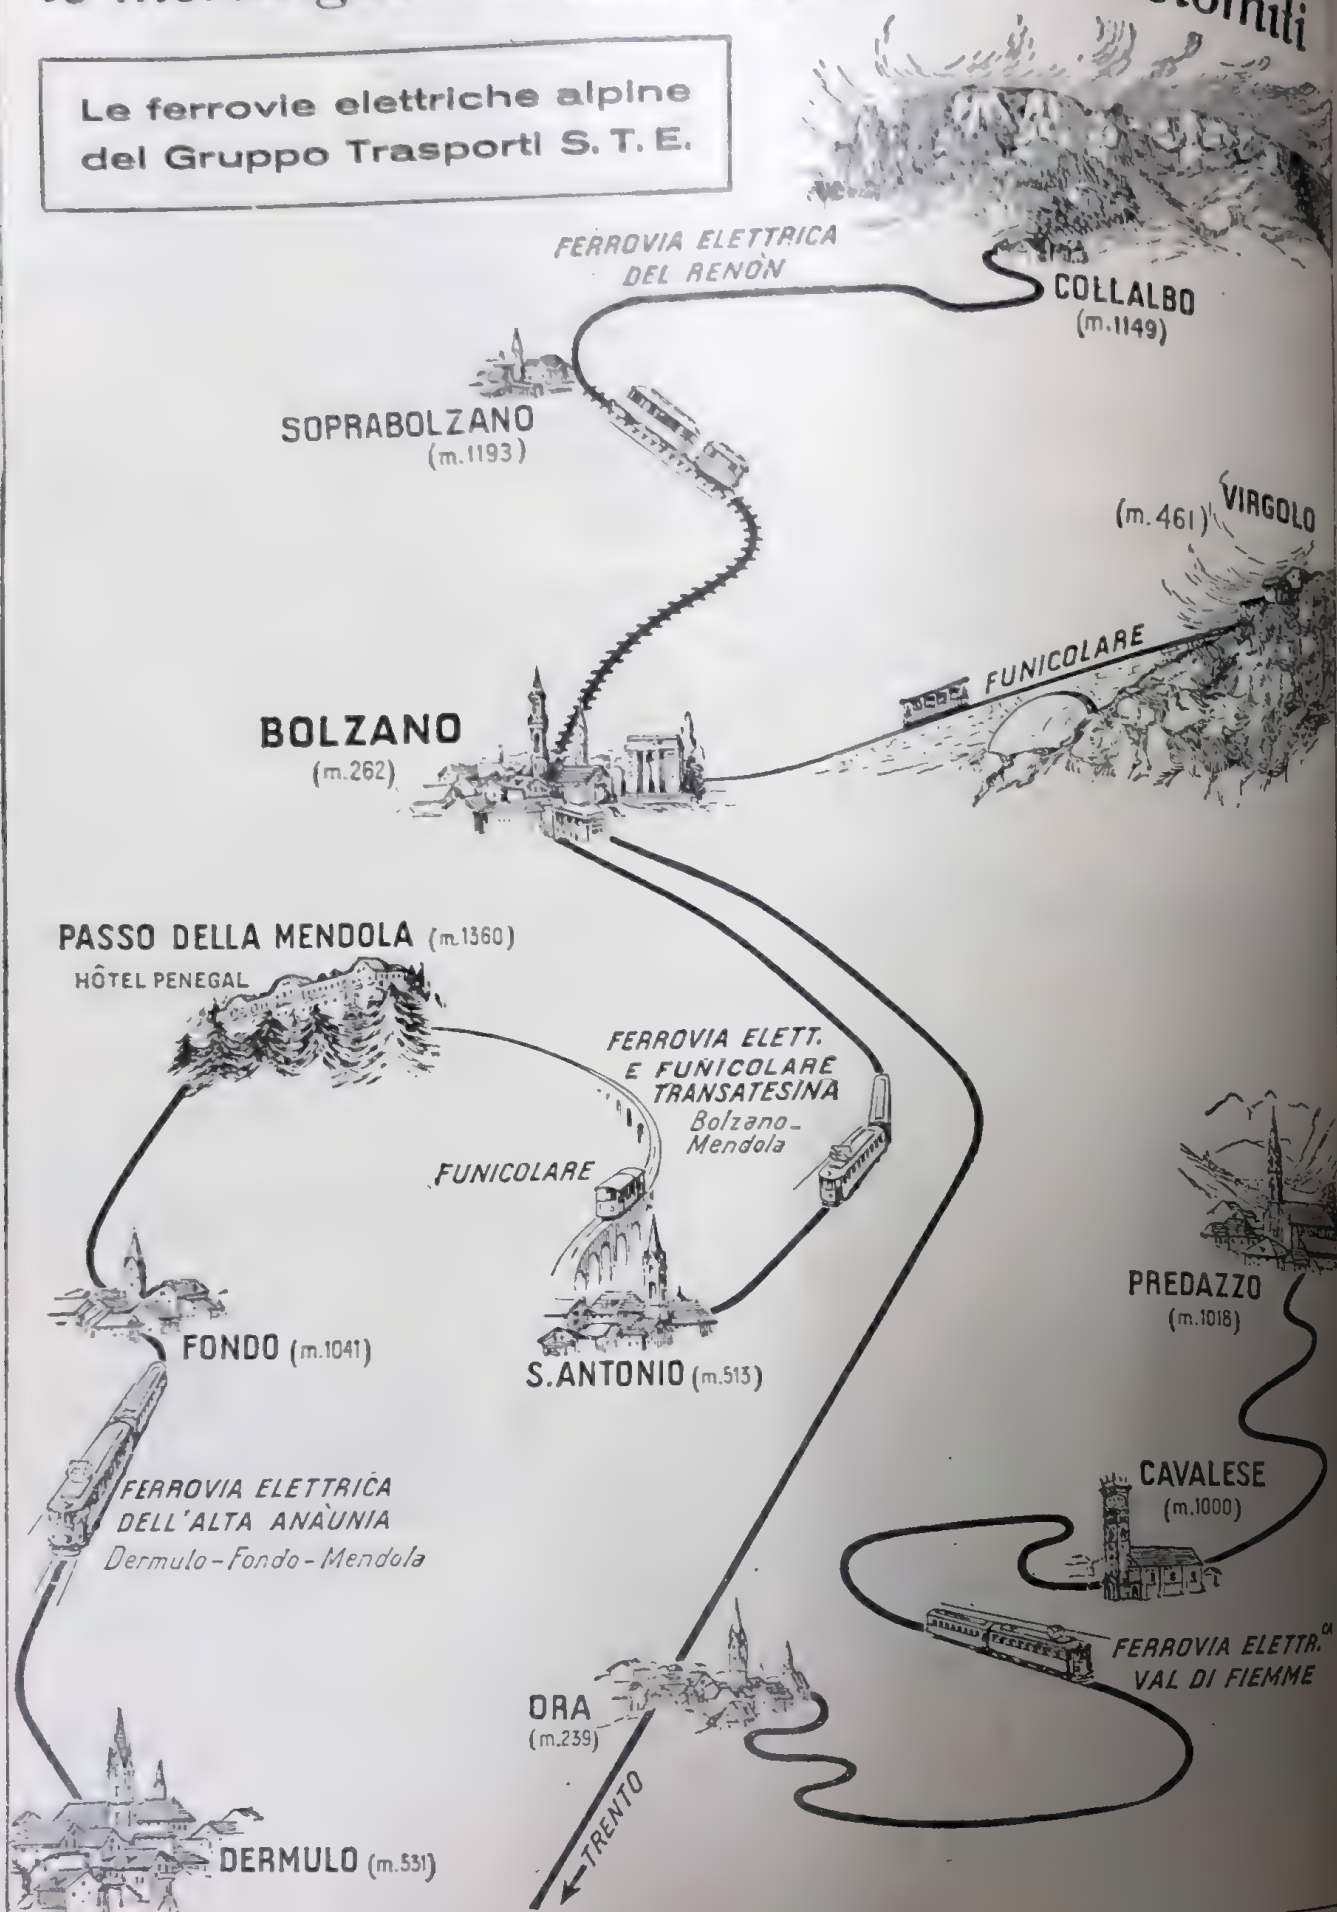 Le ferrovie elettriche alpine
del Gruppo Trasporti S. T. E.
FERROVIA ELETTRICA
DEL RENÒN
COLLALBO
(m.1149)
SOPRABOLZANO
(m.1193)
(m. 461)
VIRGOLO
FUNICOLARE
BOLZANO
(m.262)
PASSO DELLA MENDOLA (m.1360)
HÔTEL PENEGAL
FERROVIA ELETT.
E FUNICOLARE
TRANSATESINA
Bolzano-
Mendola
FUNICOLARE
PREDAZZO
(m.1018)
FONDO (m.1041)
S.ANTONIO (m.513)
CAVALESE
(m.1000)
FERROVIA ELETTRICA
DELL'ALTA ANÀUNIA
Dermulo-Fondo-Mendola
FERROVIA ELETTR.CA
VAL DI FIEMME
ORA
(m.239)
TRENTO
DERMULO (m.531)